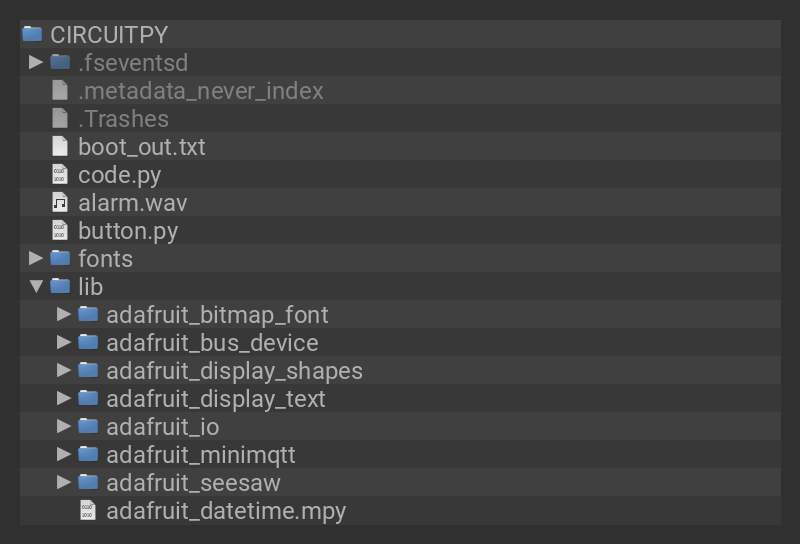 CIRCUITPY
.fseventsd
.metadata_never_index
.Trashes
boot_out.txt
code.py
alarm.wav
button.py
fonts
lib
adafruit_bitmap_font
adafruit_bus_device
adafruit_display_shapes
adafruit_display_text
adafruit_io
adafruit_minimqtt
adafruit_seesaw
adafruit_datetime.mpy